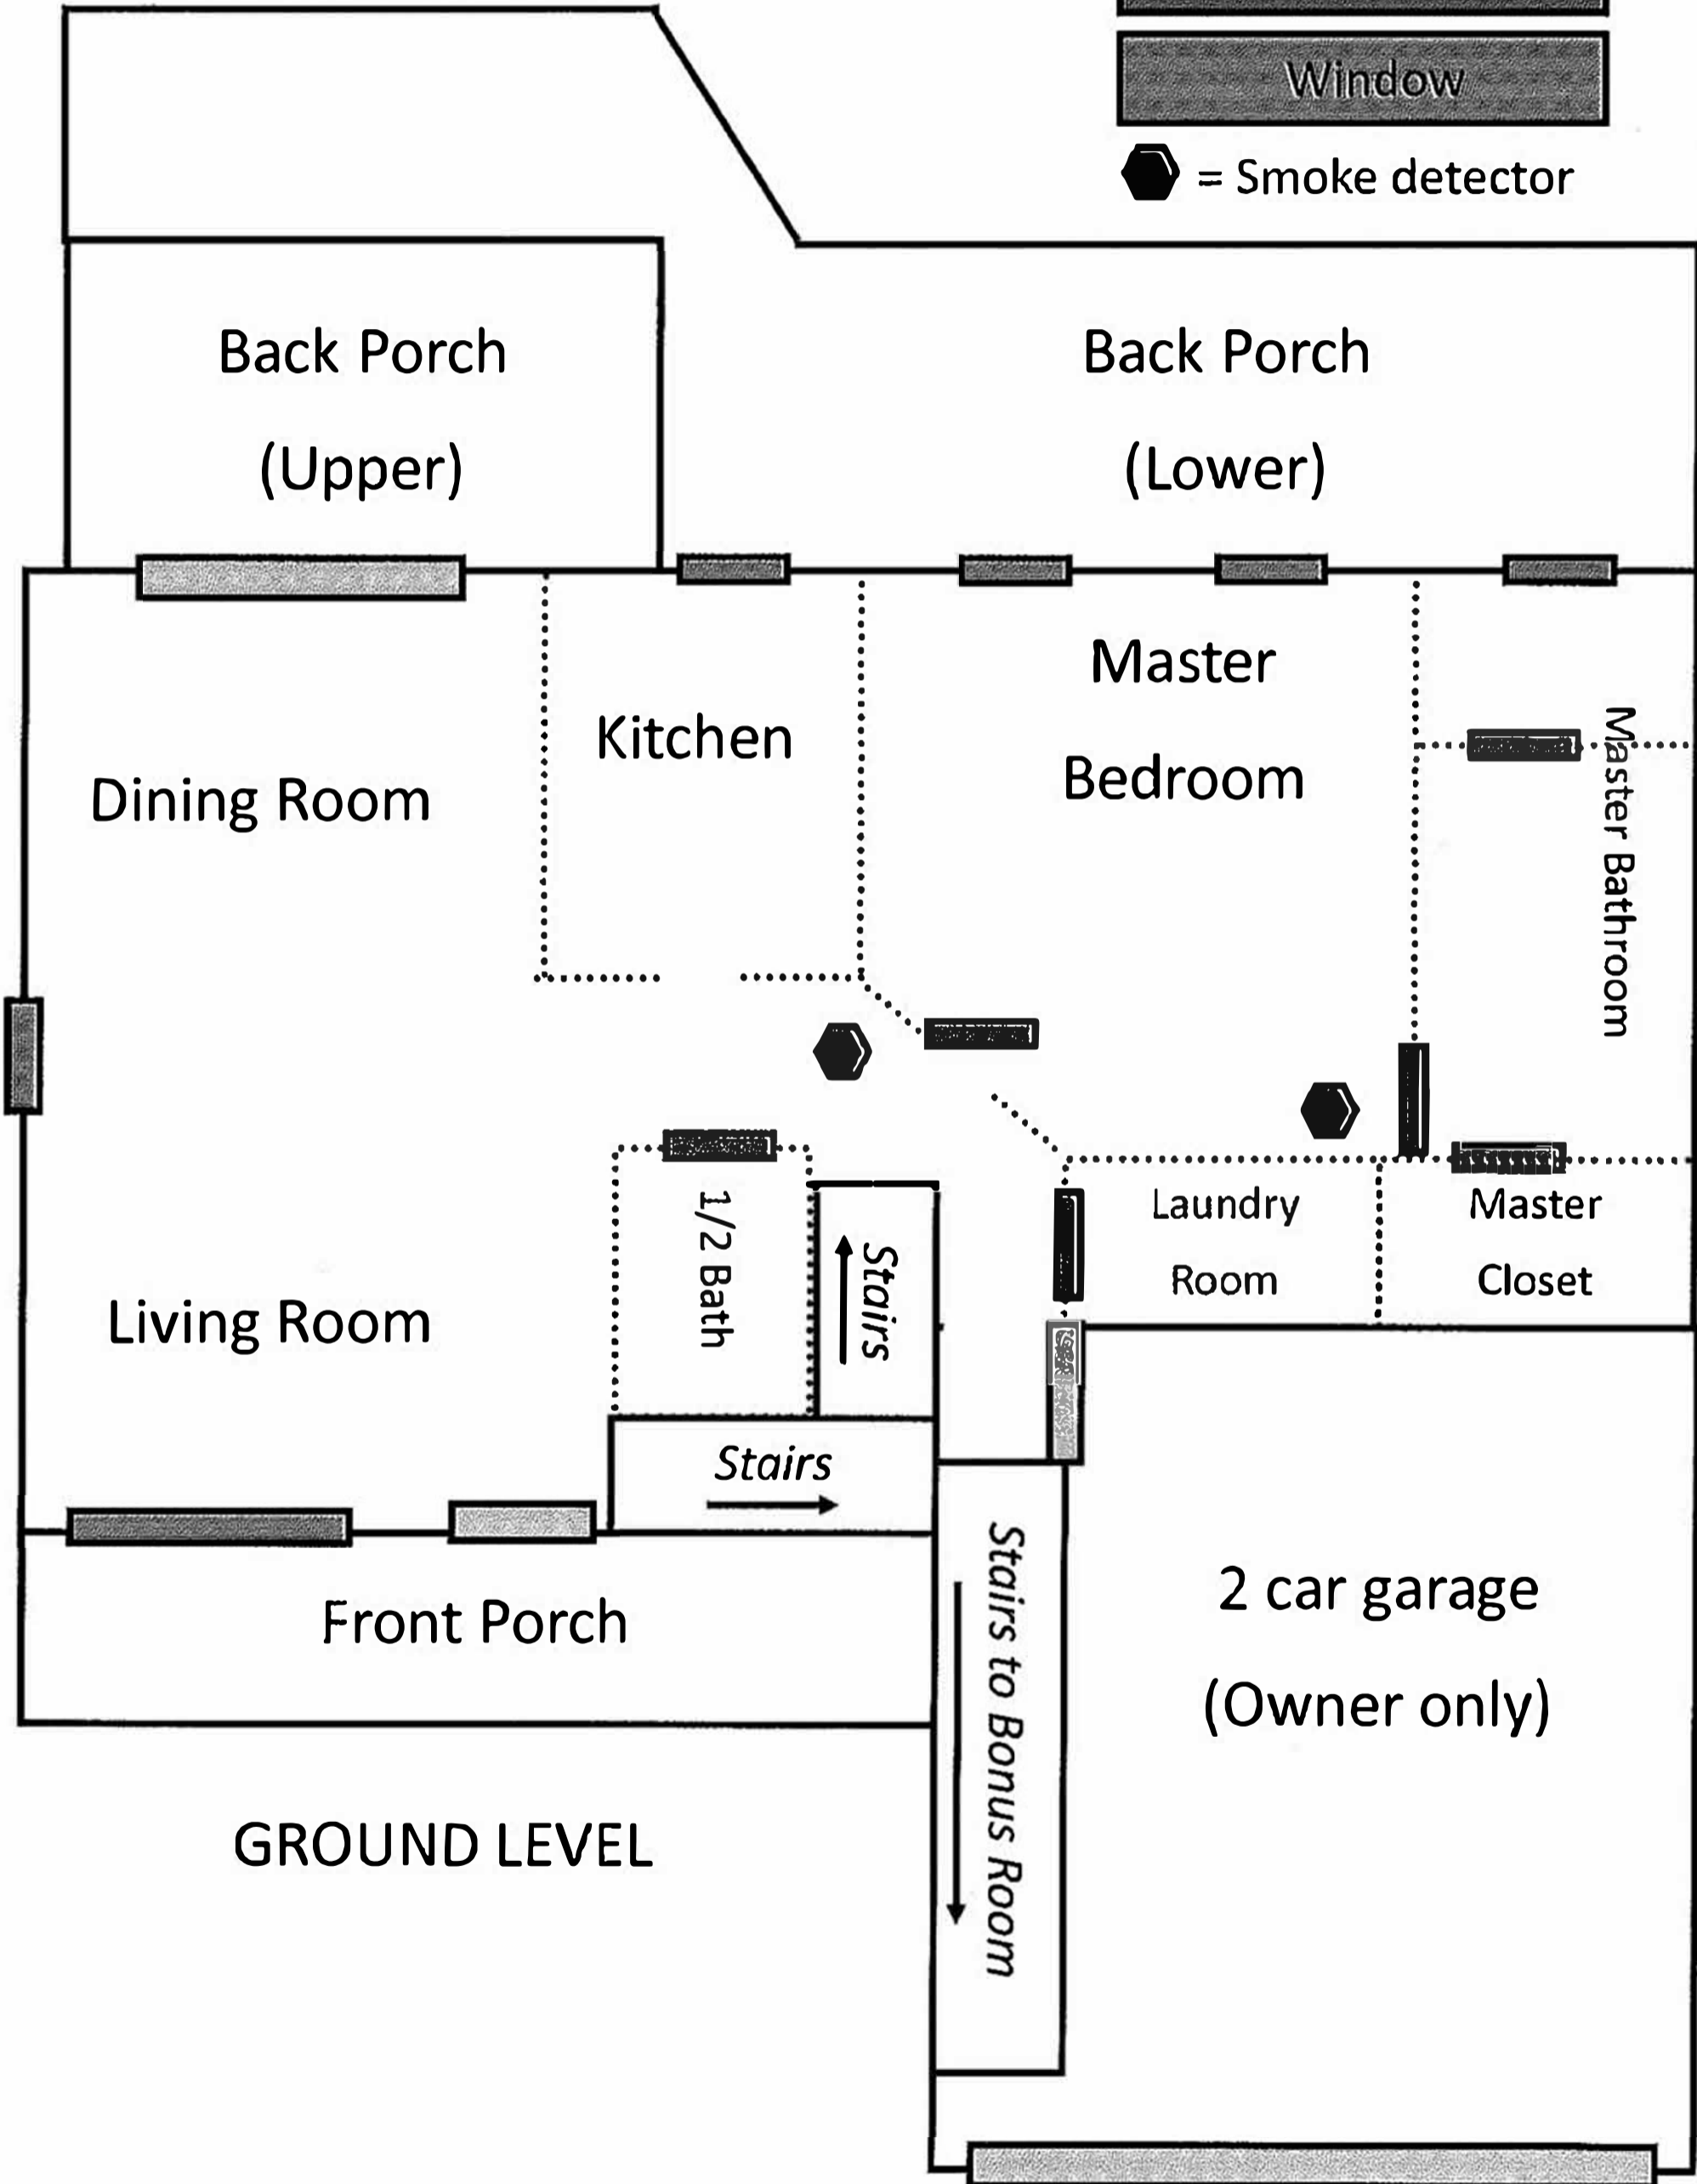 Window
= Smoke detector
Back Porch
(Upper)
Back Porch
(Lower)
Master
Bedroom
Kitchen
Dining Room
Master Bathroom
Laundry
Room
Master
Closet
1/2 Bath
Stairs
Living Room
Stairs
Front Porch
Stairs to Bonus Room
2 car garage
(Owner only)
GROUND LEVEL